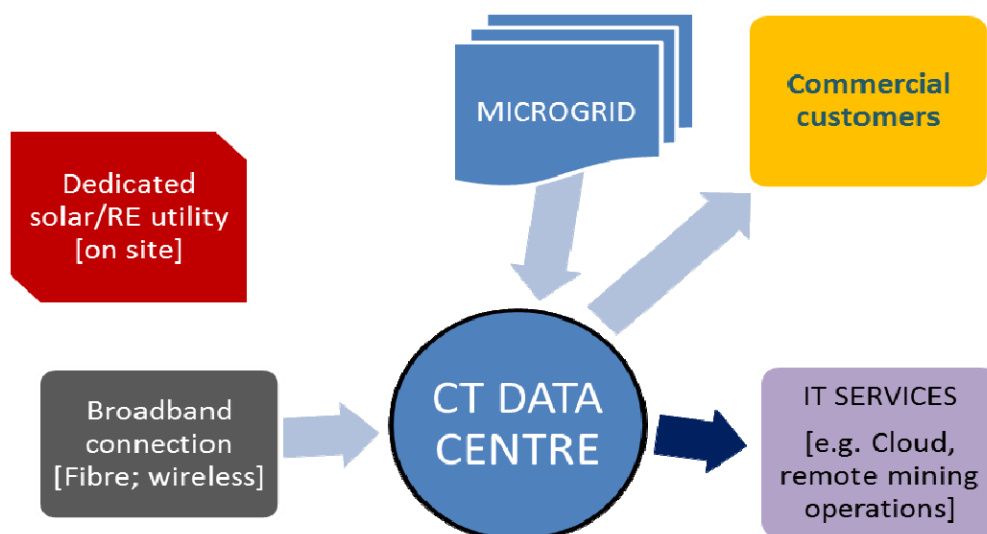 MICROGRID
Commercial
customers
Dedicated
solar/RE utility
[on site]
Broadband
connection
[Fibre; wireless]
CT DATA
CENTRE
IT SERVICES
[e.g. Cloud,
remote mining
operations]